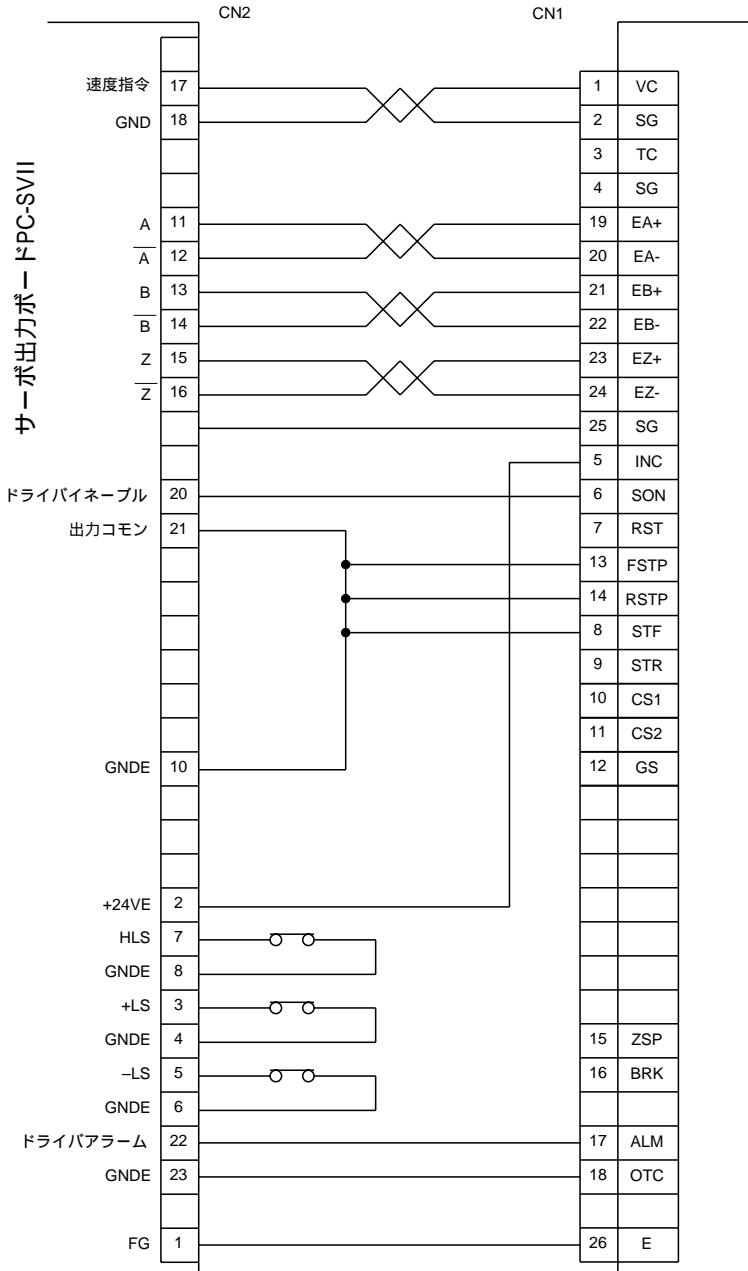 CN2 CN1
サーボ出力ボードPC-SVII
速度指令 17 1 VC
GND 18 2 SG
3 TC
4 SG
A 11 19 EA+
A̅ 12 20 EA-
B 13 21 EB+
B̅ 14 22 EB-
Z 15 23 EZ+
Z̅ 16 24 EZ-
25 SG
5 INC
ドライバイネーブル 20 6 SON
出力コモン 21 7 RST
13 FSTP
14 RSTP
8 STF
9 STR
10 CS1
11 CS2
GNDE 10 12 GS
+24VE 2
HLS 7
GNDE 8
+LS 3
GNDE 4 15 ZSP
–LS 5 16 BRK
GNDE 6
ドライバアラーム 22 17 ALM
GNDE 23 18 OTC
FG 1 26 E